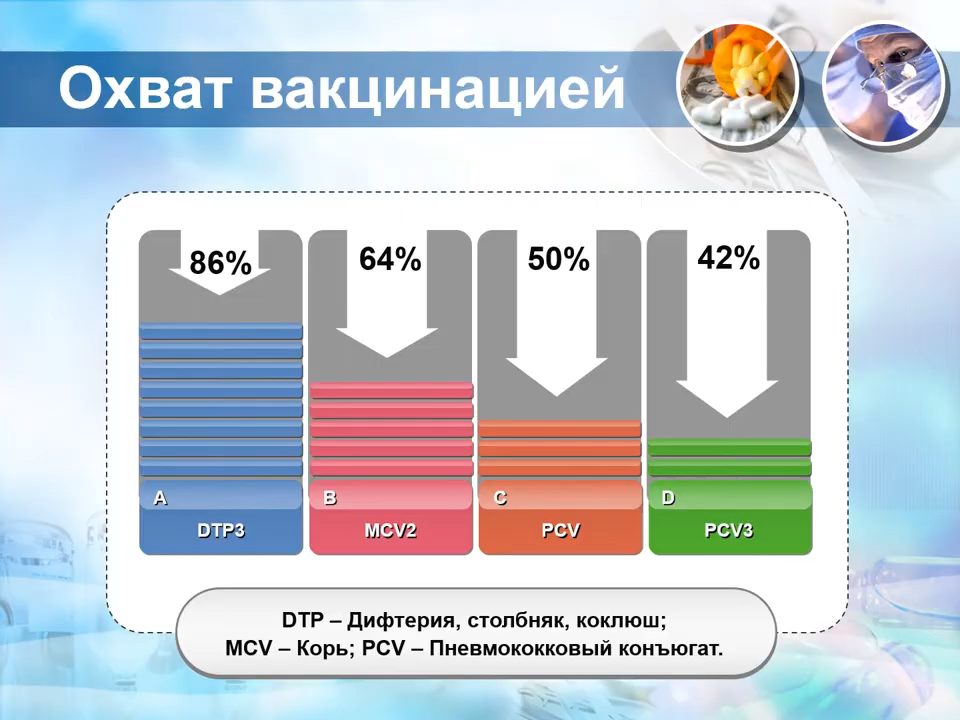 Охват вакцинацией
86%
64%
50%
42%
A
B
C
D
DTP3
MCV2
PCV
PCV3
DTP – Дифтерия, столбняк, коклюш;
MCV – Корь; PCV – Пневмококковый конъюгат.